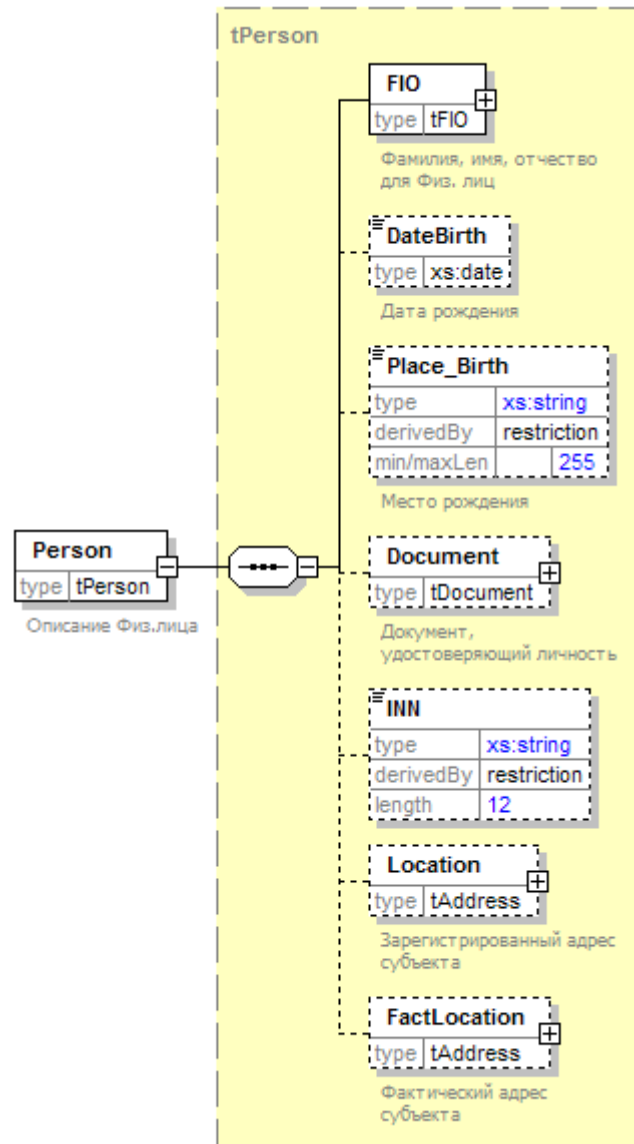 tPerson
FIO
type tFIO
Фамилия, имя, отчество
для Физ. лиц
DateBirth
type xs:date
Дата рождения
Place_Birth
type xs:string
derivedBy restriction
min/maxLen 255
Место рождения
Person
type tPerson
Описание Физ.лица
Document
type tDocument
Документ,
удостоверяющий личность
INN
type xs:string
derivedBy restriction
length 12
Location
type tAddress
Зарегистрированный адрес
субъекта
FactLocation
type tAddress
Фактический адрес
субъекта